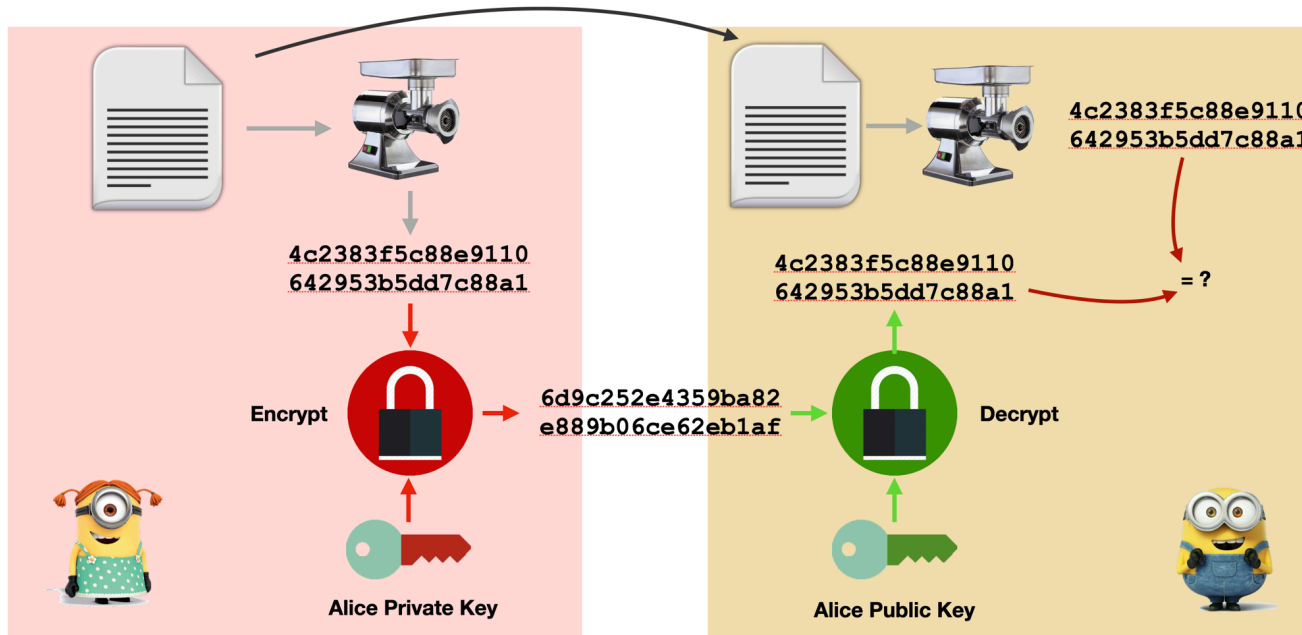 4c2383f5c88e9110
642953b5dd7c88a1
4c2383f5c88e9110
642953b5dd7c88a1
4c2383f5c88e9110
642953b5dd7c88a1
= ?
Encrypt
6d9c252e4359ba82
e889b06ce62eb1af
Decrypt
Alice Private Key
Alice Public Key